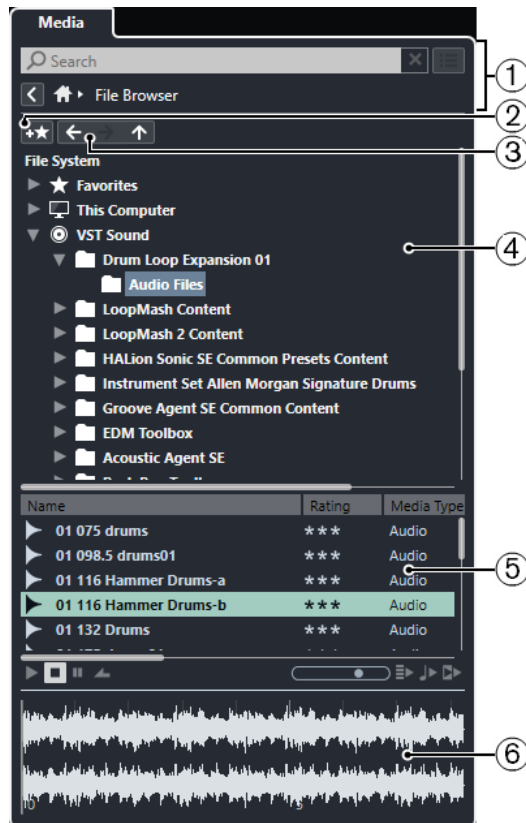 Media
Search
File Browser
File System
Favorites
This Computer
VST Sound
Drum Loop Expansion 01
Audio Files
LoopMash Content
LoopMash 2 Content
HALion Sonic SE Common Presets Content
Instrument Set Allen Morgan Signature Drums
Groove Agent SE Common Content
EDM Toolbox
Acoustic Agent SE
Name Rating Media Type
01 075 drums *** Audio
01 098.5 drums01 *** Audio
01 116 Hammer Drums-a *** Audio
01 116 Hammer Drums-b *** Audio
01 132 Drums *** Audio
0
1
2
3
4
5
6